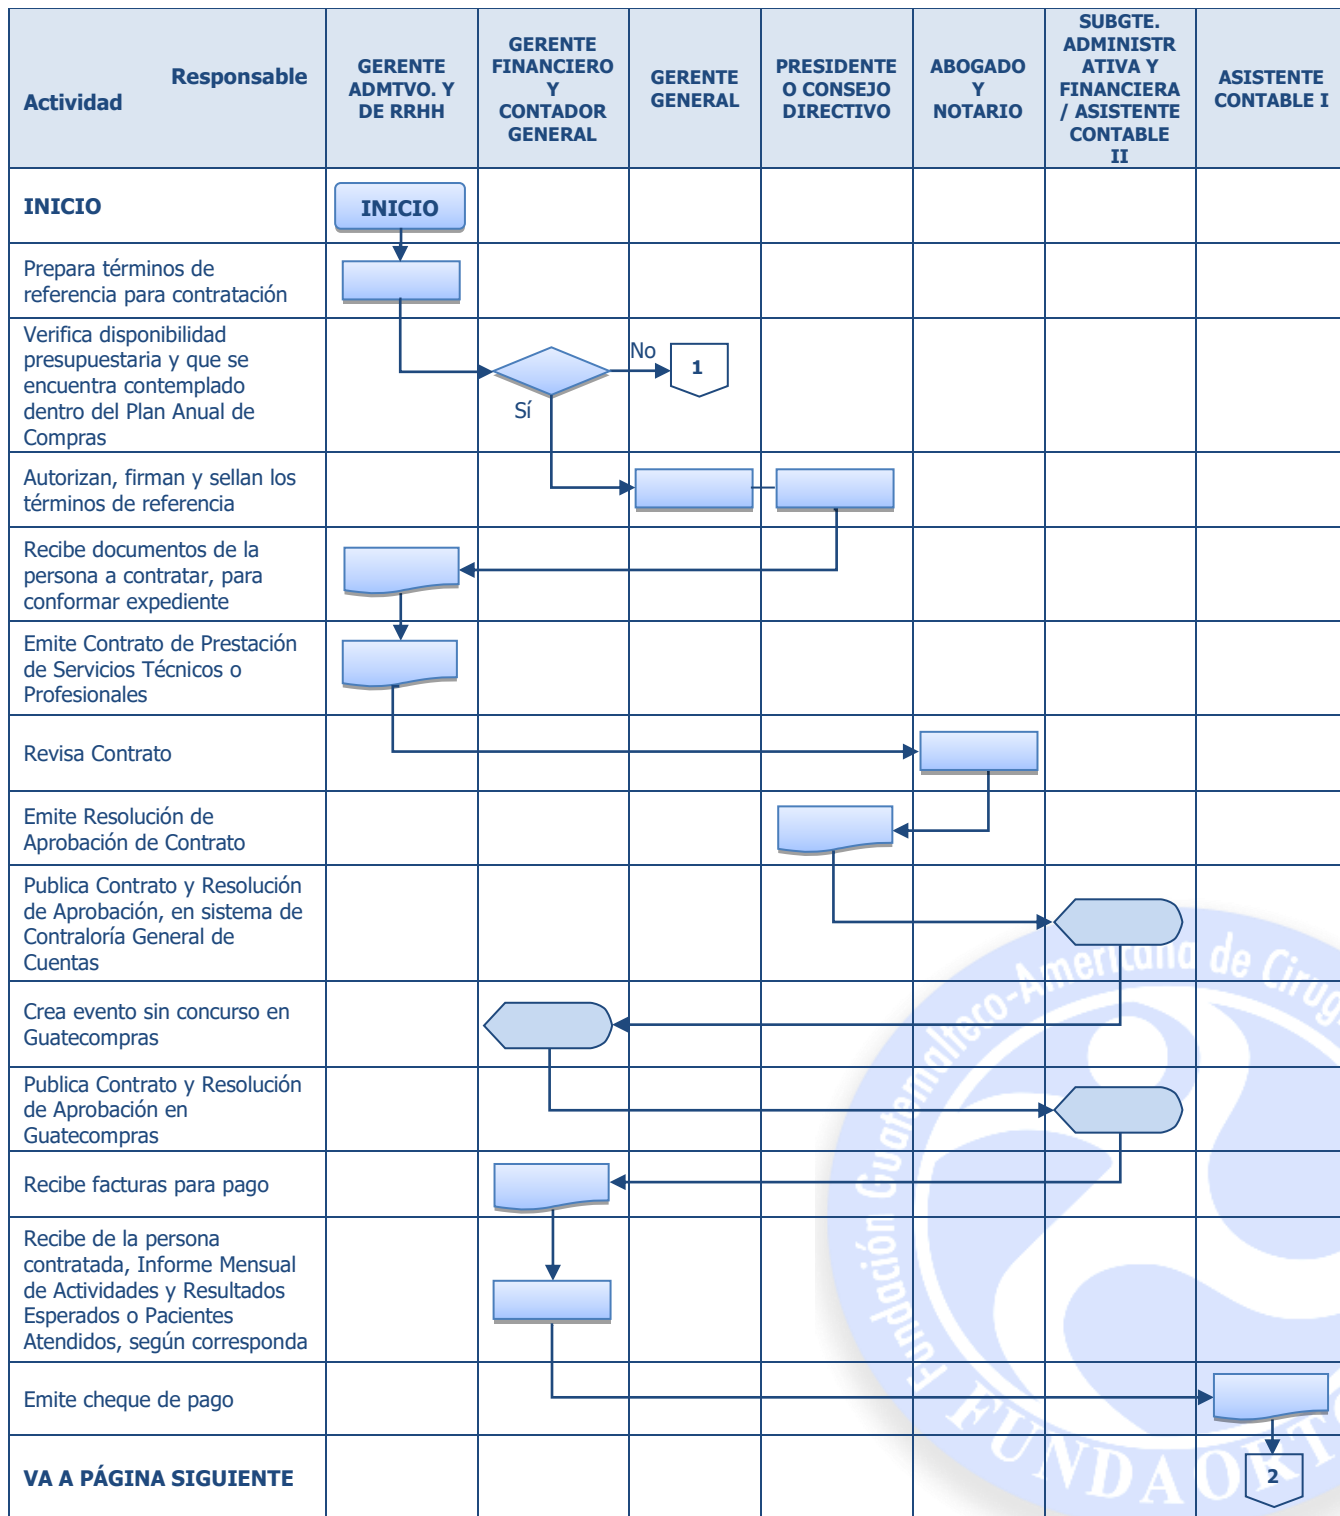 Responsable
Actividad
GERENTE
ADMTVO. Y
DE RRHH
GERENTE
FINANCIERO
Y
CONTADOR
GENERAL
GERENTE
GENERAL
PRESIDENTE
O CONSEJO
DIRECTIVO
ABOGADO
Y
NOTARIO
SUBGTE.
ADMINISTR
ATIVA Y
FINANCIERA
/ ASISTENTE
CONTABLE
II
ASISTENTE
CONTABLE I
INICIO
INICIO
Prepara términos de
referencia para contratación
Verifica disponibilidad
presupuestaria y que se
encuentra contemplado
dentro del Plan Anual de
Compras
No
1
Sí
Autorizan, firman y sellan los
términos de referencia
Recibe documentos de la
persona a contratar, para
conformar expediente
Emite Contrato de Prestación
de Servicios Técnicos o
Profesionales
Revisa Contrato
Emite Resolución de
Aprobación de Contrato
Publica Contrato y Resolución
de Aprobación, en sistema de
Contraloría General de
Cuentas
Crea evento sin concurso en
Guatecompras
Publica Contrato y Resolución
de Aprobación en
Guatecompras
Recibe facturas para pago
Recibe de la persona
contratada, Informe Mensual
de Actividades y Resultados
Esperados o Pacientes
Atendidos, según corresponda
Emite cheque de pago
VA A PÁGINA SIGUIENTE
2
Fundación Guatemalteco-Americana de Cirug
FUNDAORTO